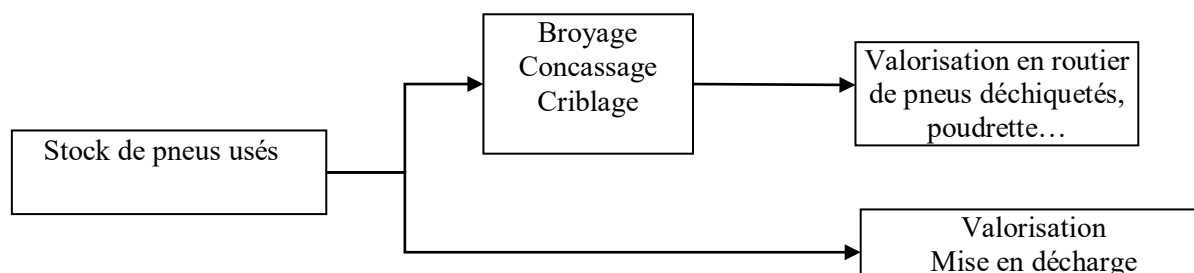 Broyage
Concassage
Criblage
Valorisation en routier
de pneus déchiquetés,
poudrette…
Stock de pneus usés
Valorisation
Mise en décharge